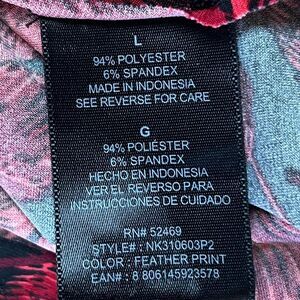 L
94% POLYESTER
6% SPANDEX
MADE IN INDONESIA
SEE REVERSE FOR CARE
G
94% POLIÉSTER
6% SPANDEX
HECHO EN INDONESIA
VER EL REVERSO PARA
INSTRUCCIONES DE CUIDADO
RN# 52469
STYLE# : NK310603P2
COLOR : FEATHER PRINT
EAN# : 8 806145923578